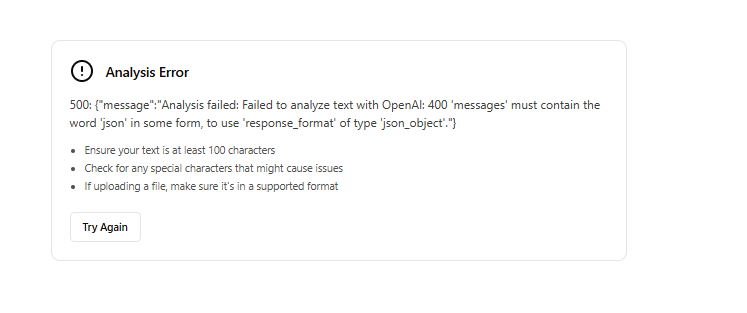 Analysis Error
500: {"message":"Analysis failed: Failed to analyze text with OpenAI: 400 'messages' must contain the
word 'json' in some form, to use 'response_format' of type 'json_object'."}
Ensure your text is at least 100 characters
Check for any special characters that might cause issues
If uploading a file, make sure it's in a supported format
Try Again